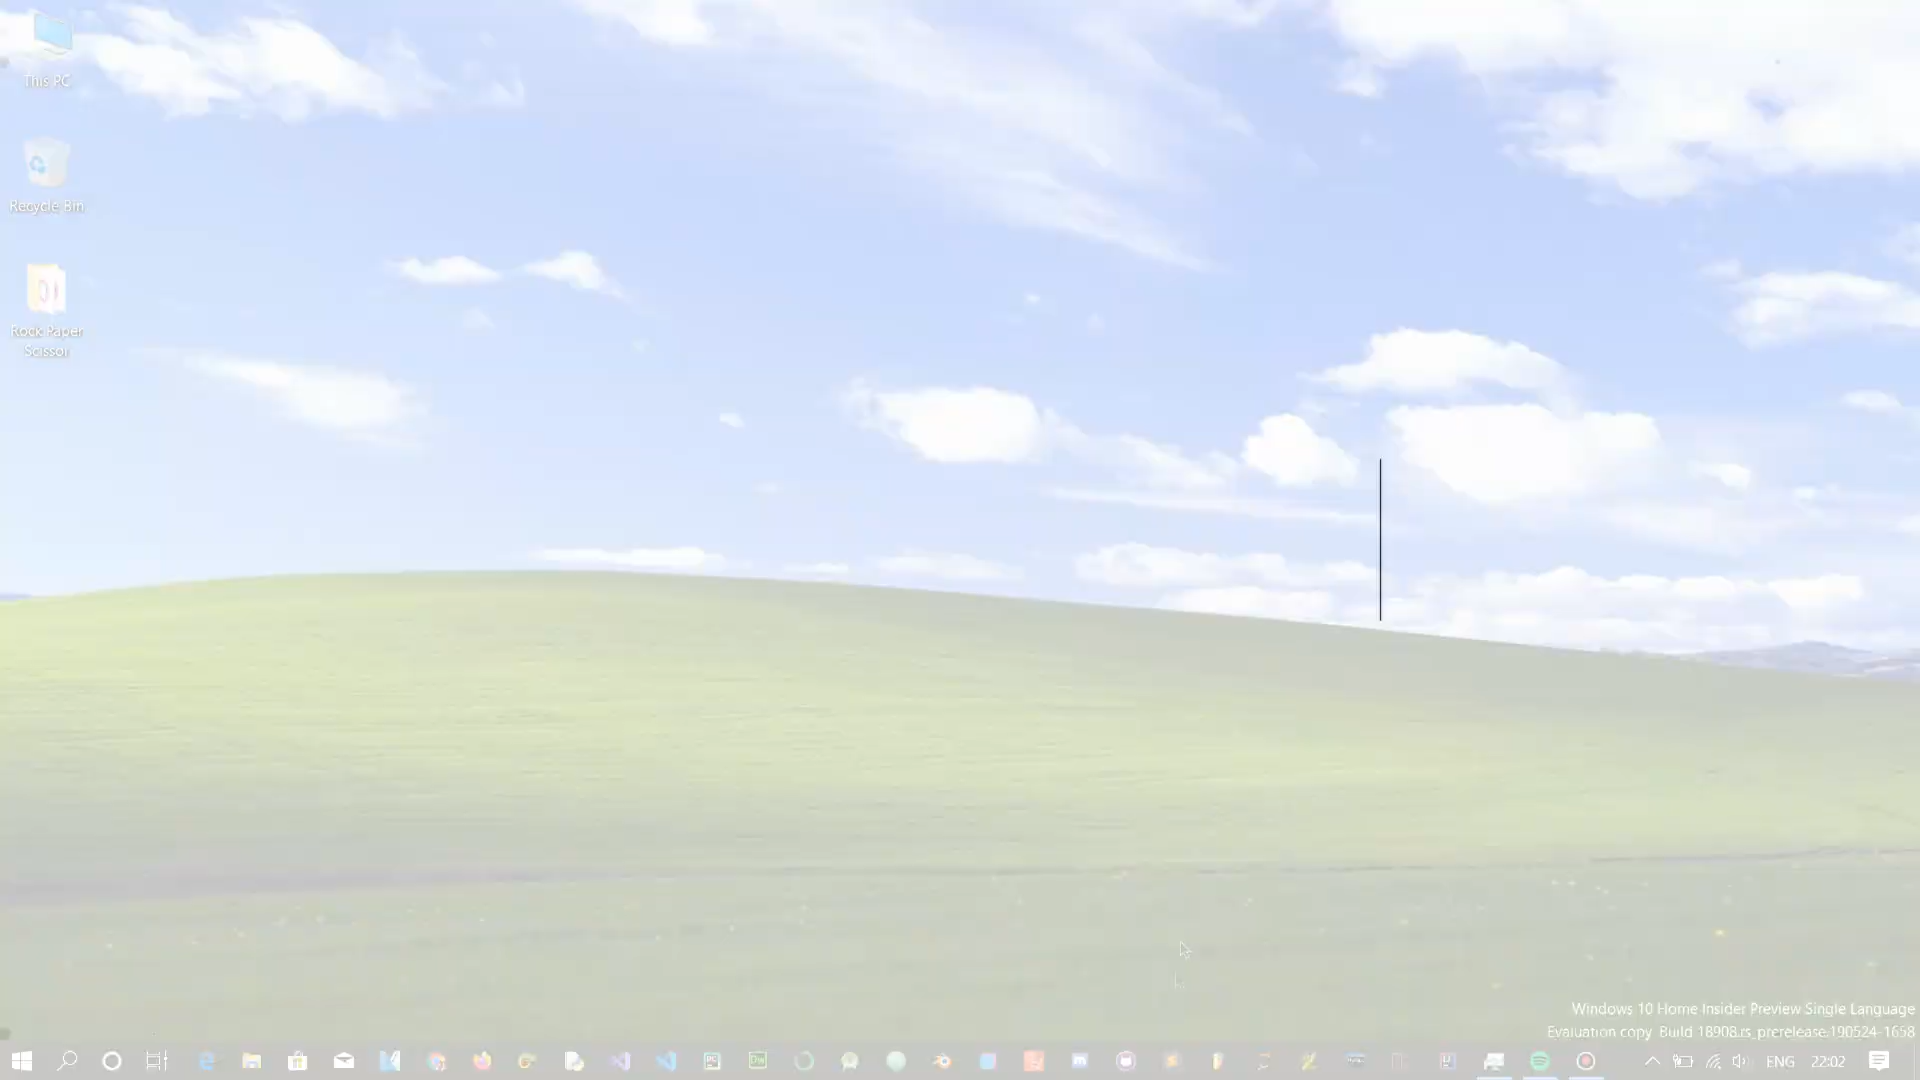 This PC
Recycle Bin
Rock Paper
Scissor
Windows 10 Home Insider Preview Single Language
Evaluation copy. Build 18908.rs_prerelease.190524-1658
ENG
22:02